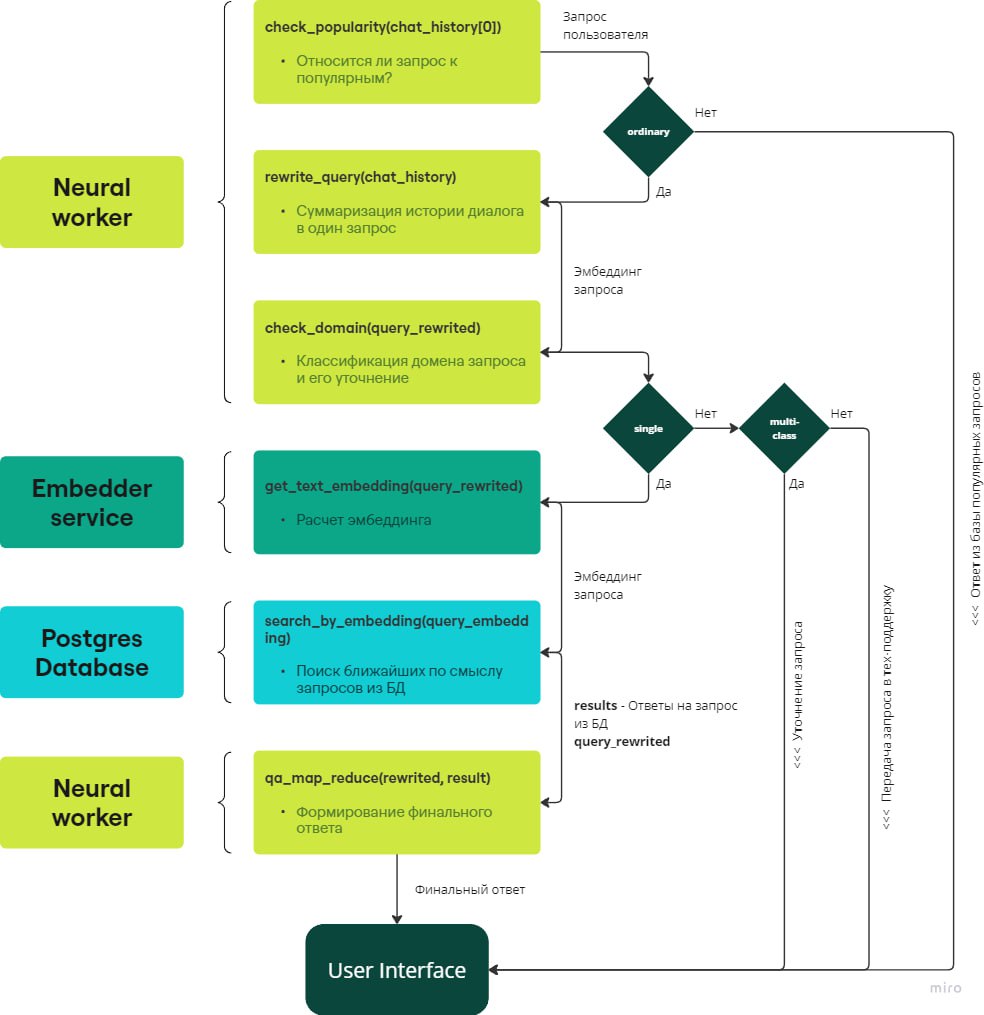 check_popularity(chat_history[0])
• Относится ли запрос к
популярным?
Запрос
пользователя
ordinary
Нет
Да
Neural
worker
rewrite_query(chat_history)
• Суммаризация истории диалога
в один запрос
Эмбеддинг
запроса
check_domain(query_rewrited)
• Классификация домена запроса
и его уточнение
single
Нет
multi-
class
Нет
Да
Да
Embedder
service
get_text_embedding(query_rewrited)
• Расчет эмбеддинга
Эмбеддинг
запроса
Postgres
Database
search_by_embedding(query_embedd
ing)
• Поиск ближайших по смыслу
запросов из БД
results - Ответы на запрос
из БД
query_rewrited
Neural
worker
qa_map_reduce(rewrited, result)
• Формирование финального
ответа
<<< Уточнение запроса
<<< Передача запроса в тех-поддержку
<<< Ответ из базы популярных запросов
Финальный ответ
User Interface
miro